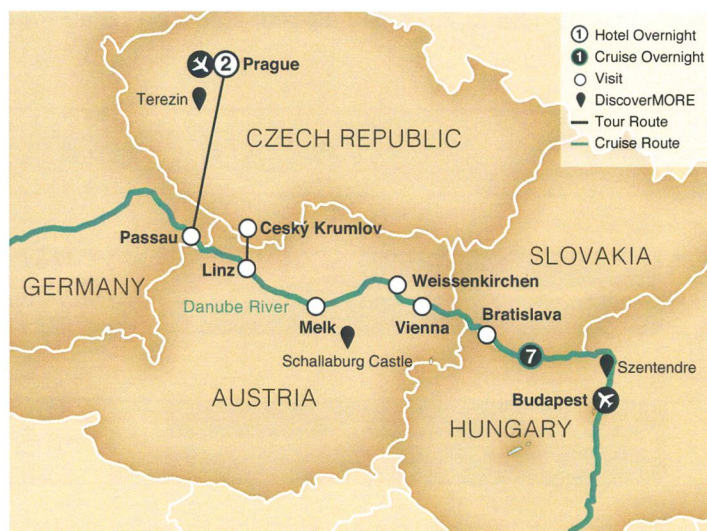 1 Hotel Overnight
1 Cruise Overnight
Visit
DiscoverMORE
Tour Route
Cruise Route
2 Prague
Terezin
CZECH REPUBLIC
Passau
Ceský Krumlov
Linz
SLOVAKIA
GERMANY
Weissenkirchen
Danube River
Melk
Vienna
Bratislava
7
Schallaburg Castle
Szentendre
AUSTRIA
Budapest
HUNGARY